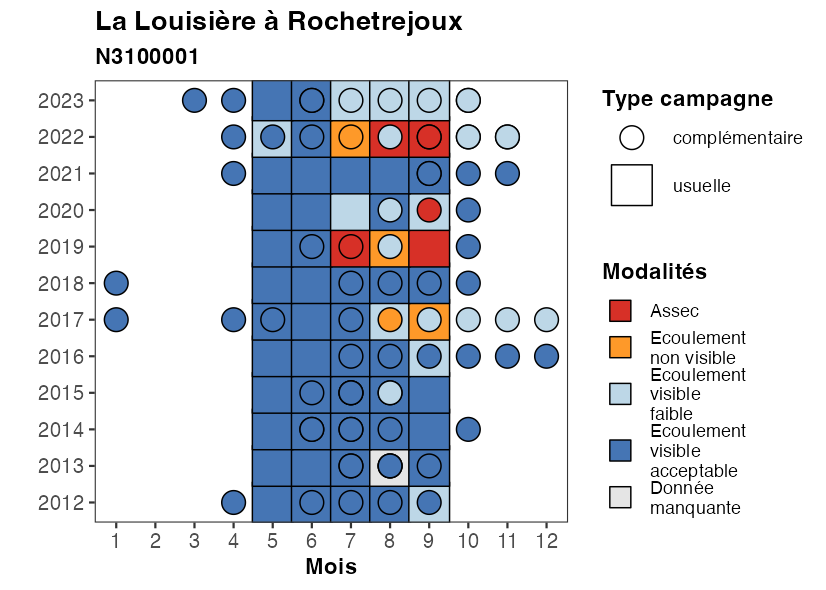 La Louisière à Rochetrejoux
N3100001
2023
2022
2021
2020
2019
2018
2017
2016
2015
2014
2013
2012
1 2 3 4 5 6 7 8 9 10 11 12
Mois
Type campagne
complémentaire
usuelle
Modalités
Assec
Ecoulement
non visible
Ecoulement
visible
faible
Ecoulement
visible
acceptable
Donnée
manquante